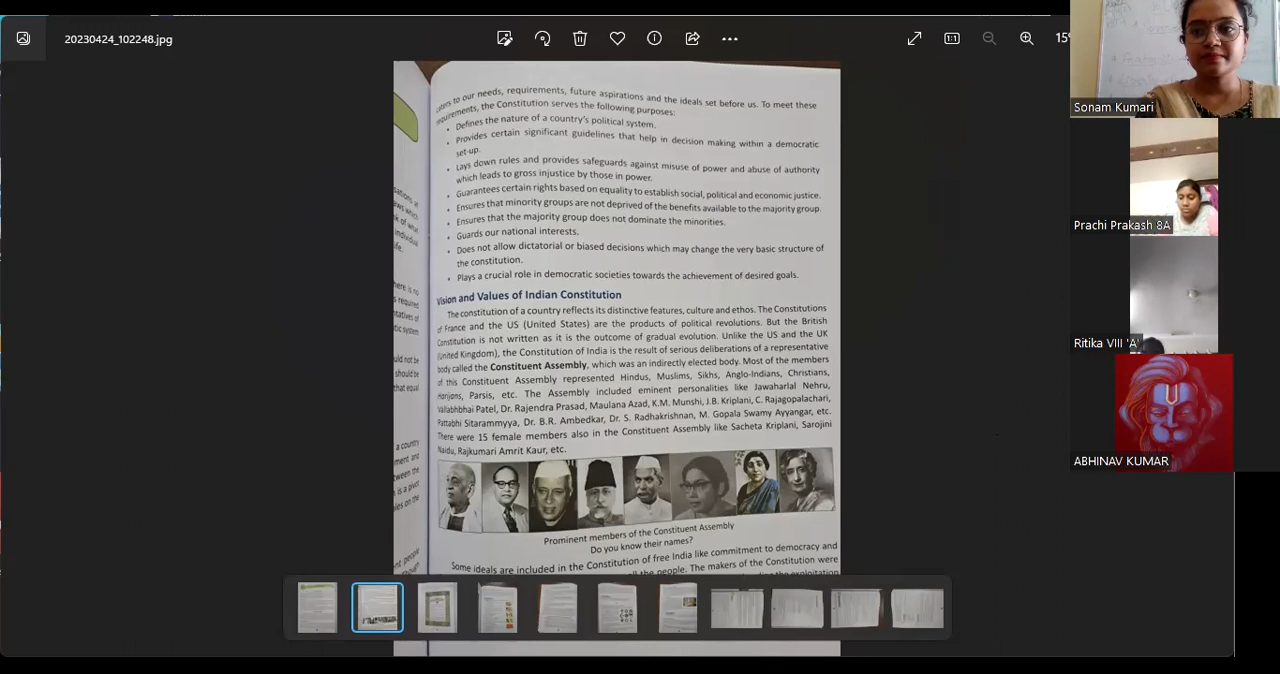 20230424_102248.jpg
15
Sonam Kumari
Prachi Prakash 8A
Ritika VIII 'A'
ABHINAV KUMAR
to our needs, requirements, future aspirations and the ideals set before us. To meet these
requirements, the Constitution serves the following purposes:
• Defines the nature of a country's political system.
• Provides certain significant guidelines that help in decision making within a democratic
set-up.
• Lays down rules and provides safeguards against misuse of power and abuse of authority
which leads to gross injustice by those in power.
• Guarantees certain rights based on equality to establish social, political and economic justice.
• Ensures that minority groups are not deprived of the benefits available to the majority group.
• Ensures that the majority group does not dominate the minorities.
• Guards our national interests.
• Does not allow dictatorial or biased decisions which may change the very basic structure of
the constitution.
• Plays a crucial role in democratic societies towards the achievement of desired goals.
Vision and Values of Indian Constitution
The constitution of a country reflects its distinctive features, culture and ethos. The Constitutions
of France and the US (United States) are the products of political revolutions. But the British
Constitution is not written as it is the outcome of gradual evolution. Unlike the US and the UK
(United Kingdom), the Constitution of India is the result of serious deliberations of a representative
body called the Constituent Assembly, which was an indirectly elected body. Most of the members
of this Constituent Assembly represented Hindus, Muslims, Sikhs, Anglo-Indians, Christians,
Harijans, Parsis, etc. The Assembly included eminent personalities like Jawaharlal Nehru,
Vallabhbhai Patel, Dr. Rajendra Prasad, Maulana Azad, K.M. Munshi, J.B. Kriplani, C. Rajagopalachari,
Pattabhi Sitarammyya, Dr. B.R. Ambedkar, Dr. S. Radhakrishnan, M. Gopala Swamy Ayyangar, etc.
There were 15 female members also in the Constituent Assembly like Sacheta Kriplani, Sarojini
Naidu, Rajkumari Amrit Kaur, etc.
Prominent members of the Constituent Assembly
Do you know their names?
Some ideals are included in the Constitution of free India like commitment to democracy and
all the people. The makers of the Constitution were
the exploitation